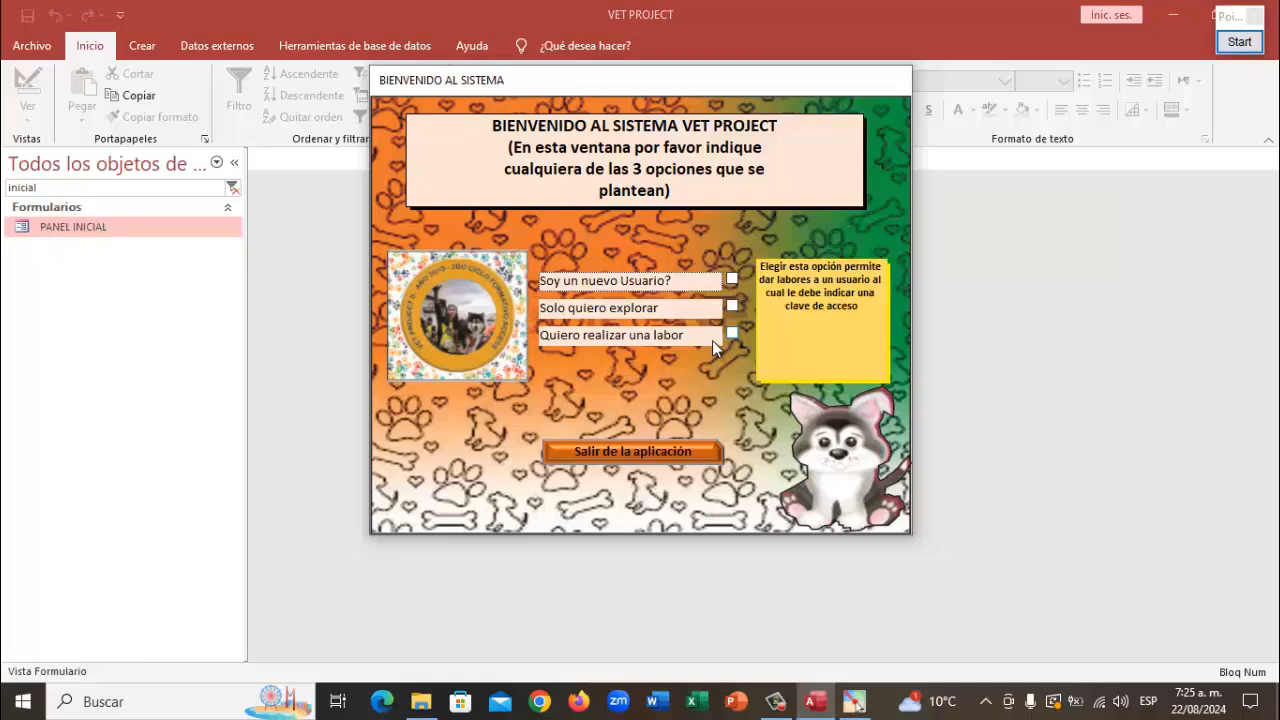 VET PROJECT
Inic. ses.
Poi...
Archivo
Inicio
Crear
Datos externos
Herramientas de base de datos
Ayuda
¿Qué desea hacer?
Start
Ver
Pegar
Cortar
Copiar
Copiar formato
Filtro
Ascendente
Descendente
Quitar orden
Vistas
Portapapeles
Ordenar y filtrar
Formato de texto
Todos los objetos de ...
inicial
Formularios
PANEL INICIAL
BIENVENIDO AL SISTEMA
BIENVENIDO AL SISTEMA VET PROJECT
(En esta ventana por favor indique
cualquiera de las 3 opciones que se
plantean)
Soy un nuevo Usuario?
Solo quiero explorar
Quiero realizar una labor
Elegir esta opción permite
dar labores a un usuario al
cual le debe indicar una
clave de acceso
Salir de la aplicación
Vista Formulario
Bloq Num
Buscar
10°C
ESP
7:25 a. m.
22/08/2024